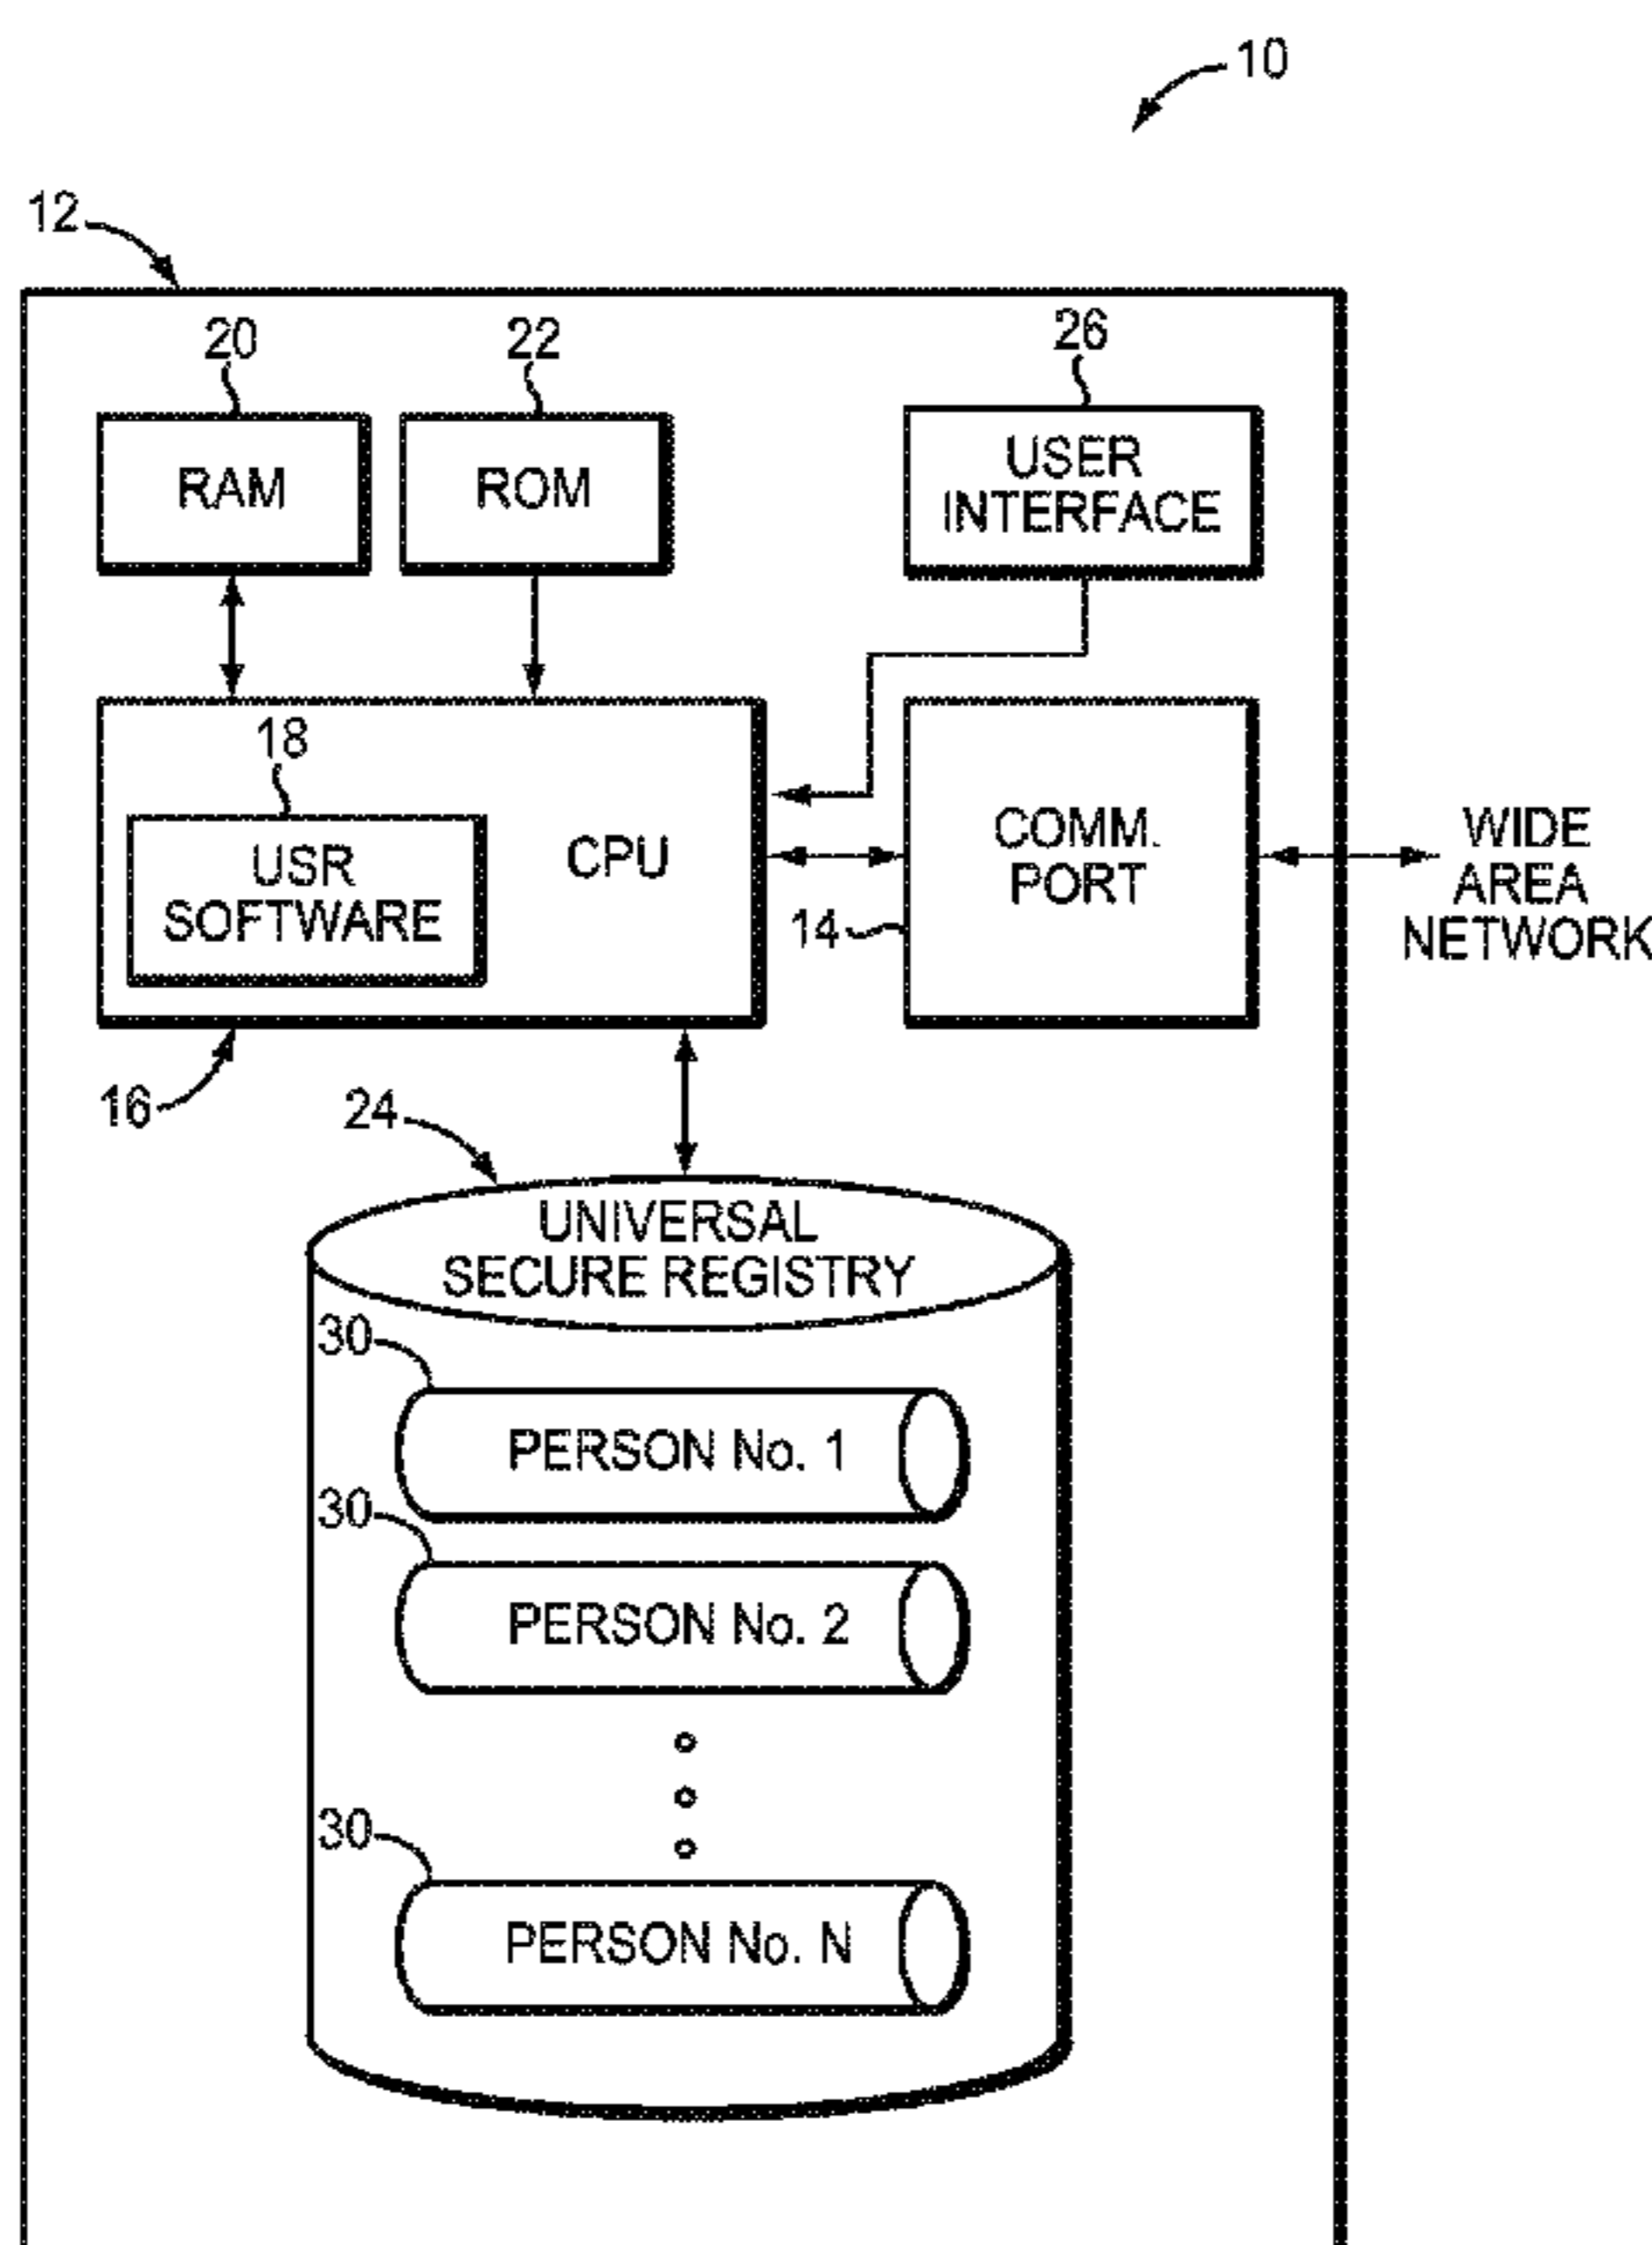 10
12
20
22
26
RAM
ROM
USER
INTERFACE
18
USR
SOFTWARE
CPU
COMM.
PORT
14
WIDE
AREA
NETWORK
16
24
UNIVERSAL
SECURE REGISTRY
30
PERSON No. 1
30
PERSON No. 2
30
PERSON No. N